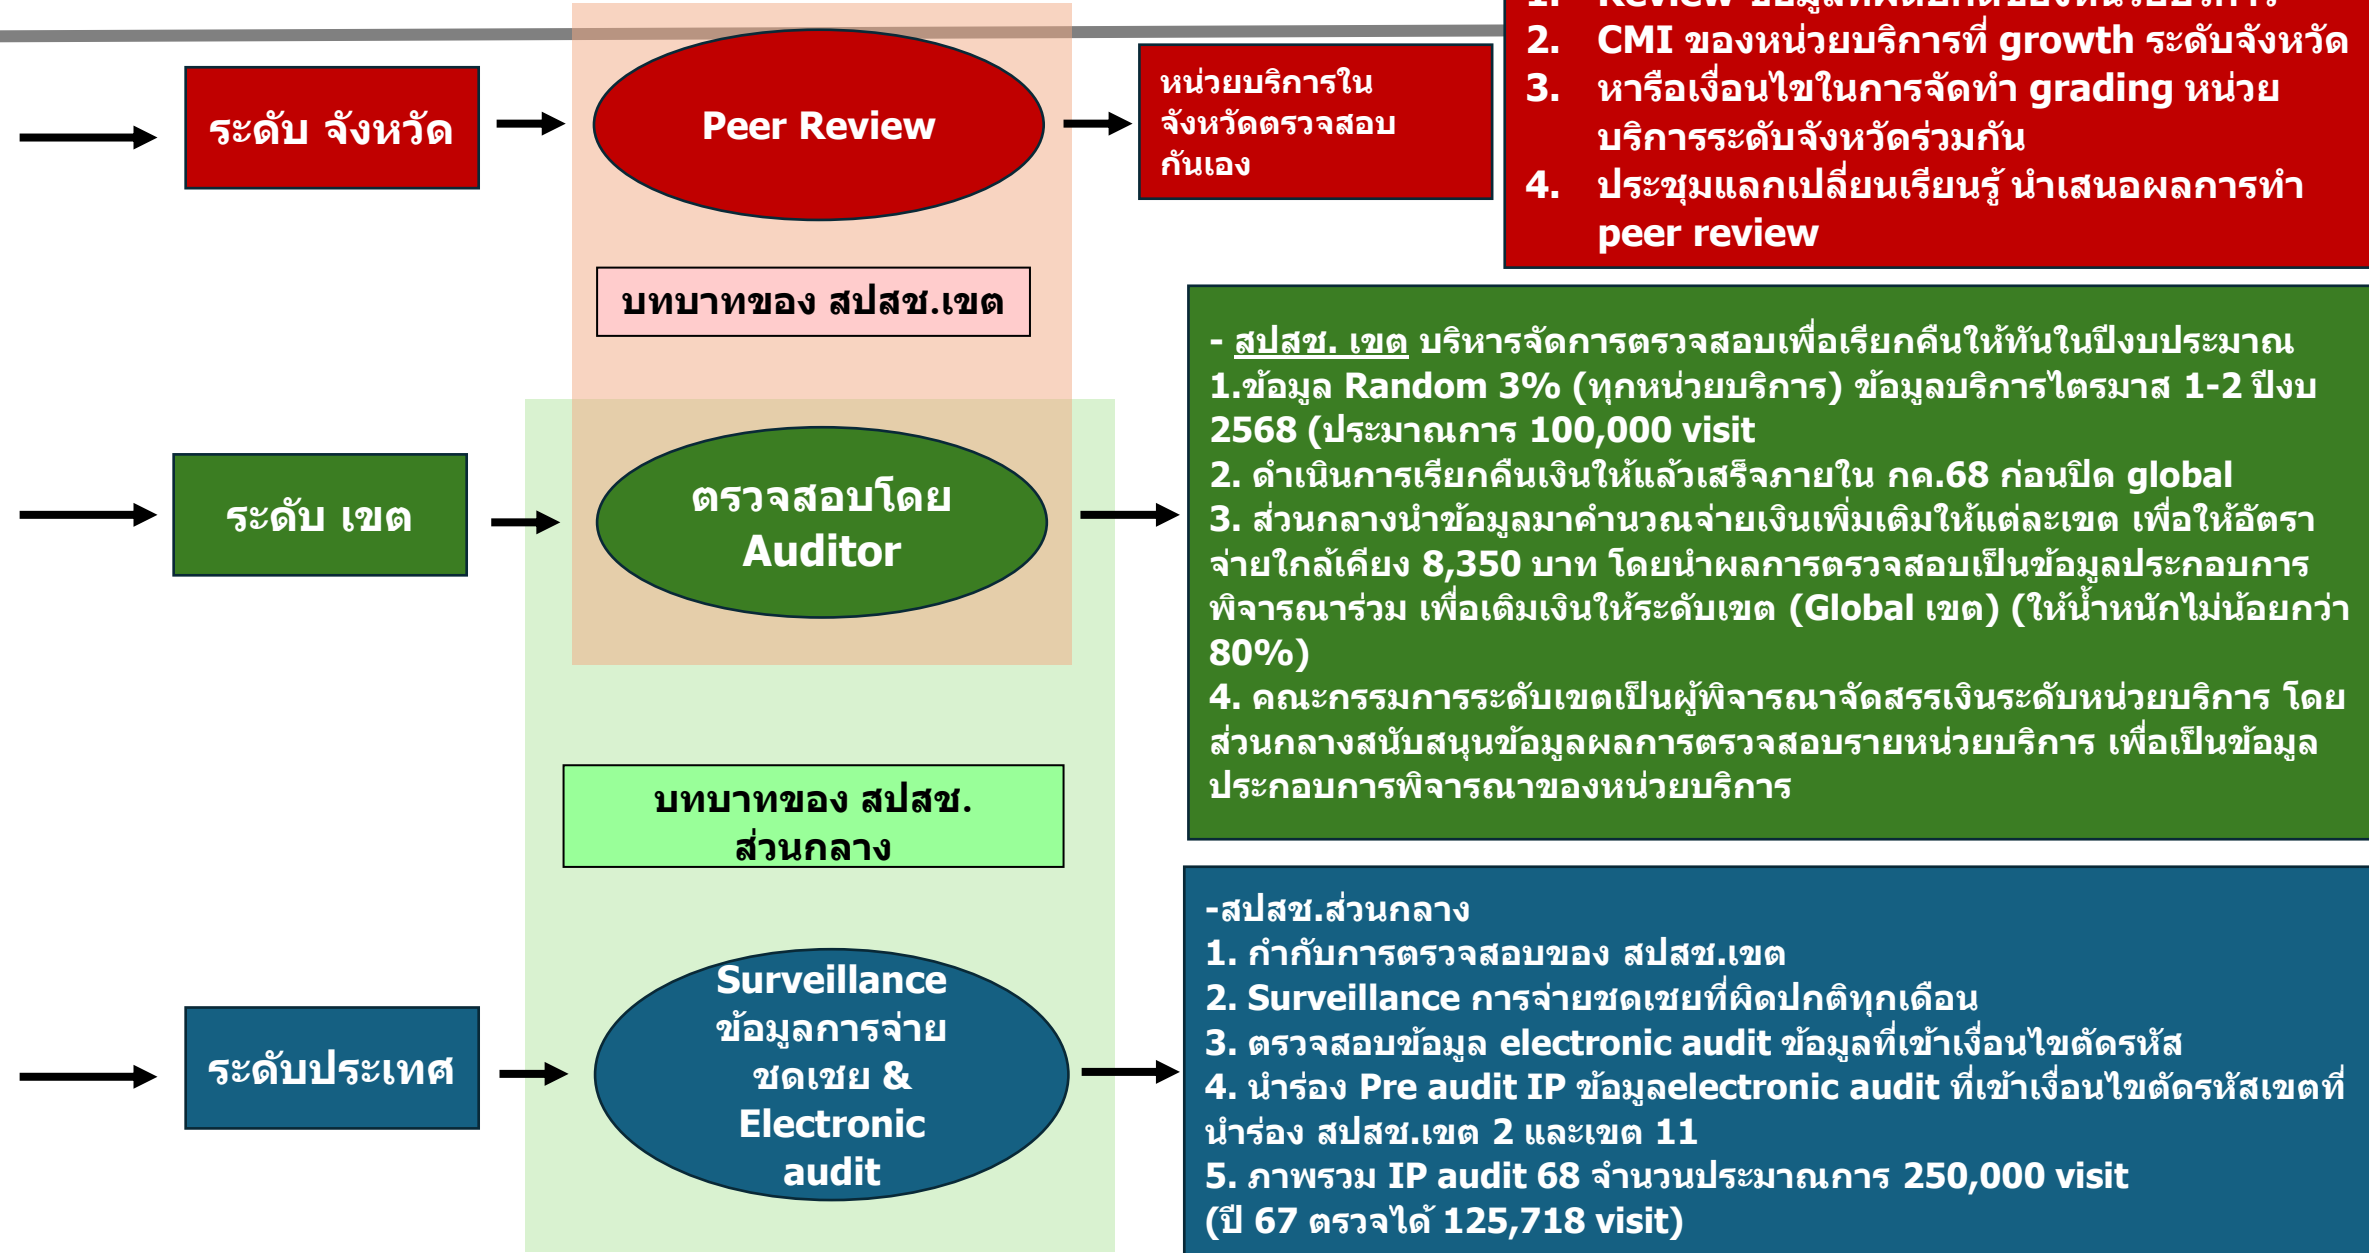 1. Review ข้อมูลที่ผิดปกติของหน่วยบริการ
2. CMI ของหน่วยบริการที่ growth ระดับจังหวัด
3. หารือเงื่อนไขในการจัดทำ grading หน่วย
บริการระดับจังหวัดร่วมกัน
4. ประชุมแลกเปลี่ยนเรียนรู้ นำเสนอผลการทำ
peer review
ระดับ จังหวัด
Peer Review
หน่วยบริการใน
จังหวัดตรวจสอบ
กันเอง
บทบาทของ สปสช.เขต
ระดับ เขต
ตรวจสอบโดย
Auditor
- สปสช. เขต บริหารจัดการตรวจสอบเพื่อเรียกคืนให้ทันในปีงบประมาณ
1.ข้อมูล Random 3% (ทุกหน่วยบริการ) ข้อมูลบริการไตรมาส 1-2 ปีงบ
2568 (ประมาณการ 100,000 visit
2. ดำเนินการเรียกคืนเงินให้แล้วเสร็จภายใน กค.68 ก่อนปิด global
3. ส่วนกลางนำข้อมูลมาคำนวณจ่ายเงินเพิ่มเติมให้แต่ละเขต เพื่อให้อัตรา
จ่ายใกล้เคียง 8,350 บาท โดยนำผลการตรวจสอบเป็นข้อมูลประกอบการ
พิจารณาร่วม เพื่อเติมเงินให้ระดับเขต (Global เขต) (ให้น้ำหนักไม่น้อยกว่า
80%)
4. คณะกรรมการระดับเขตเป็นผู้พิจารณาจัดสรรเงินระดับหน่วยบริการ โดย
ส่วนกลางสนับสนุนข้อมูลผลการตรวจสอบรายหน่วยบริการ เพื่อเป็นข้อมูล
ประกอบการพิจารณาของหน่วยบริการ
บทบาทของ สปสช.
ส่วนกลาง
ระดับประเทศ
Surveillance
ข้อมูลการจ่าย
ชดเชย &
Electronic
audit
-สปสช.ส่วนกลาง
1. กำกับการตรวจสอบของ สปสช.เขต
2. Surveillance การจ่ายชดเชยที่ผิดปกติทุกเดือน
3. ตรวจสอบข้อมูล electronic audit ข้อมูลที่เข้าเงื่อนไขตัดรหัส
4. นำร่อง Pre audit IP ข้อมูลelectronic audit ที่เข้าเงื่อนไขตัดรหัสเขตที่
นำร่อง สปสช.เขต 2 และเขต 11
5. ภาพรวม IP audit 68 จำนวนประมาณการ 250,000 visit
(ปี 67 ตรวจได้ 125,718 visit)